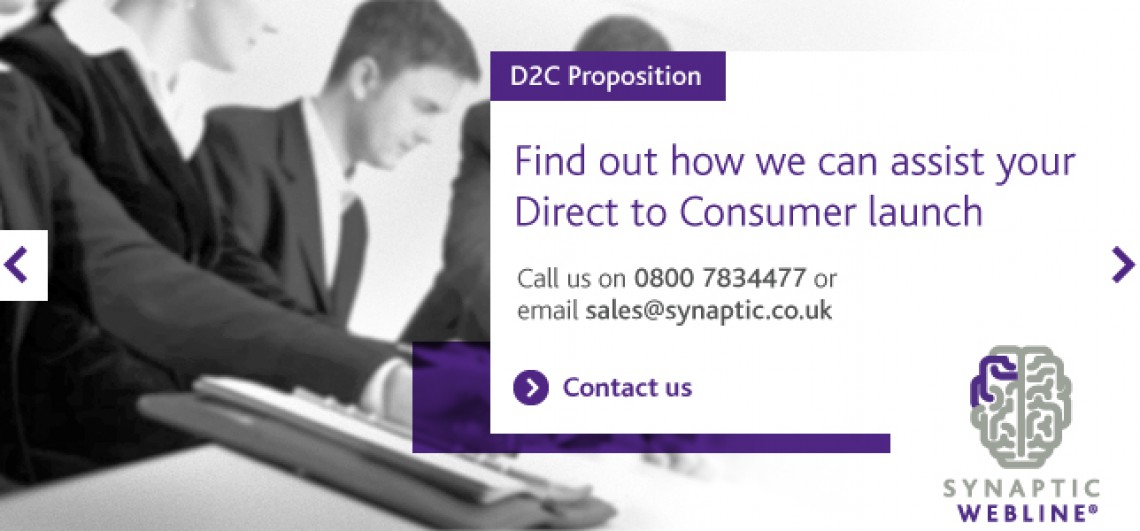 D2C Proposition
Find out how we can assist your
Direct to Consumer launch
Call us on 0800 7834477 or
email sales@synaptic.co.uk
Contact us
SYNAPTIC
WEBLINE®